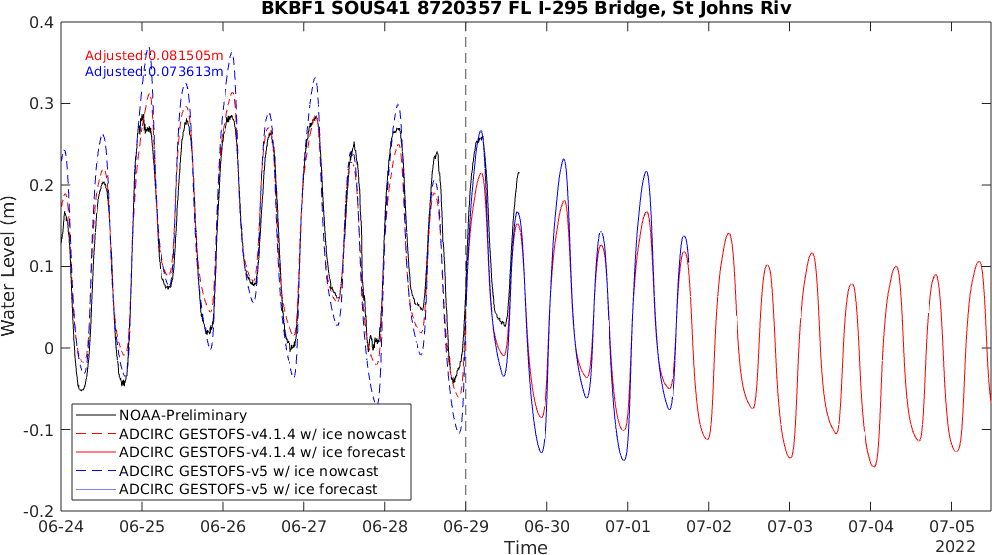 BKBF1 SOUS41 8720357 FL I-295 Bridge, St Johns Riv
Adjusted:0.081505m
Adjusted:0.073613m
0.4
0.3
0.2
0.1
0
-0.1
-0.2
Water Level (m)
NOAA-Preliminary
ADCIRC GESTOFS-v4.1.4 w/ ice nowcast
ADCIRC GESTOFS-v4.1.4 w/ ice forecast
ADCIRC GESTOFS-v5 w/ ice nowcast
ADCIRC GESTOFS-v5 w/ ice forecast
06-24 06-25 06-26 06-27 06-28 06-29 06-30 07-01 07-02 07-03 07-04 07-05
Time
2022